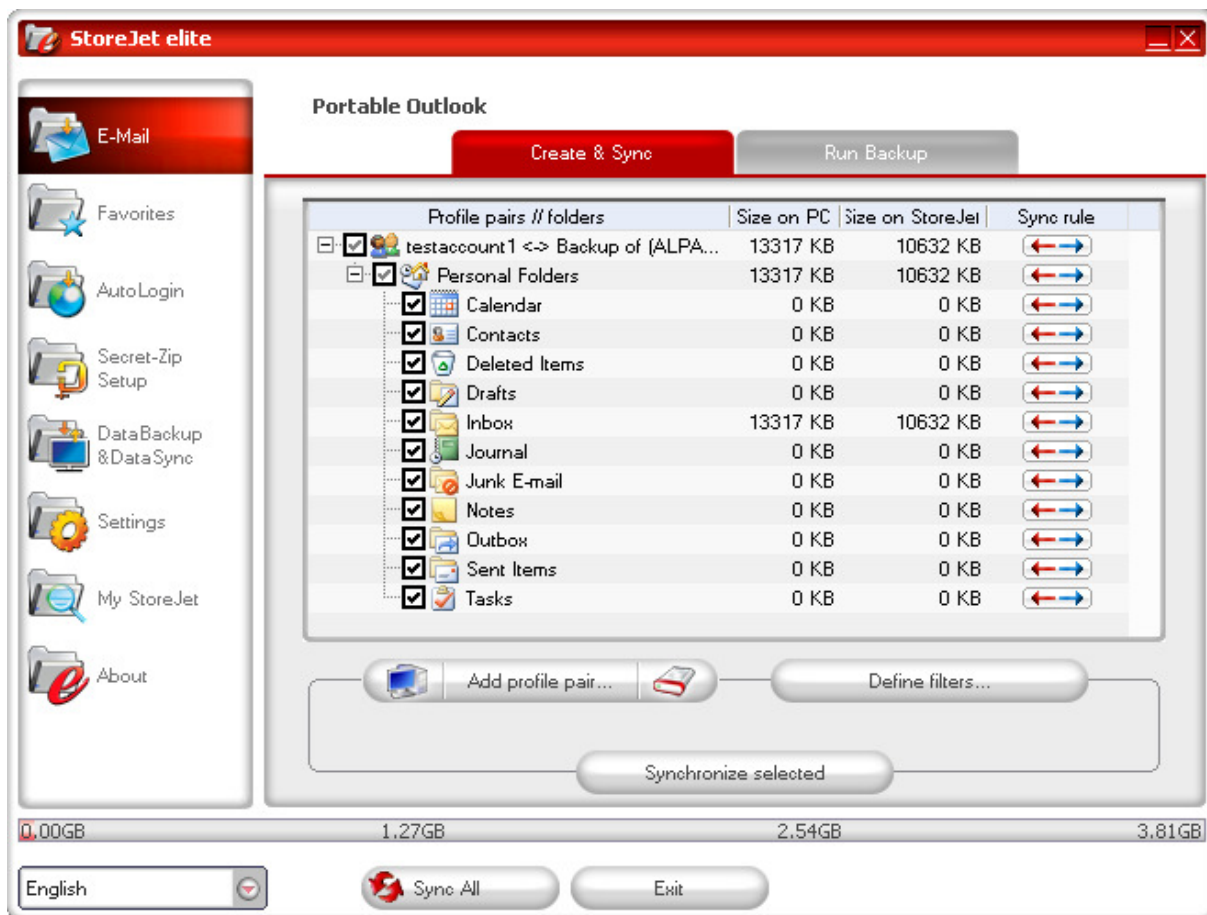 StoreJet elite
E-Mail
Favorites
AutoLogin
Secret-Zip
Setup
DataBackup
&DataSync
Settings
My StoreJet
About
Portable Outlook
Create & Sync Run Backup
Profile pairs // folders Size on PC Size on StoreJet Sync rule
testaccount1 <-> Backup of (ALPA... 13317 KB 10632 KB
Personal Folders 13317 KB 10632 KB
Calendar 0 KB 0 KB
Contacts 0 KB 0 KB
Deleted Items 0 KB 0 KB
Drafts 0 KB 0 KB
Inbox 13317 KB 10632 KB
Journal 0 KB 0 KB
Junk E-mail 0 KB 0 KB
Notes 0 KB 0 KB
Outbox 0 KB 0 KB
Sent Items 0 KB 0 KB
Tasks 0 KB 0 KB
Add profile pair... Define filters...
Synchronize selected
0.00GB 1.27GB 2.54GB 3.81GB
English Sync All Exit